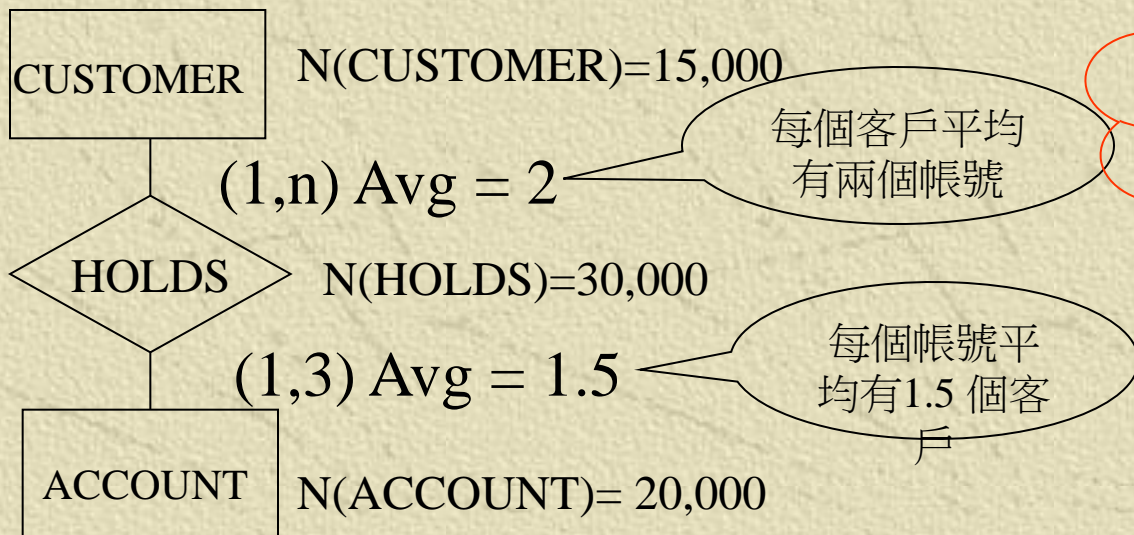 CUSTOMER
N(CUSTOMER)=15,000
每個客戶平均
有兩個帳號
(1,n) Avg = 2
HOLDS
N(HOLDS)=30,000
(1,3) Avg = 1.5
每個帳號平
均有1.5 個客
戶
ACCOUNT
N(ACCOUNT)= 20,000